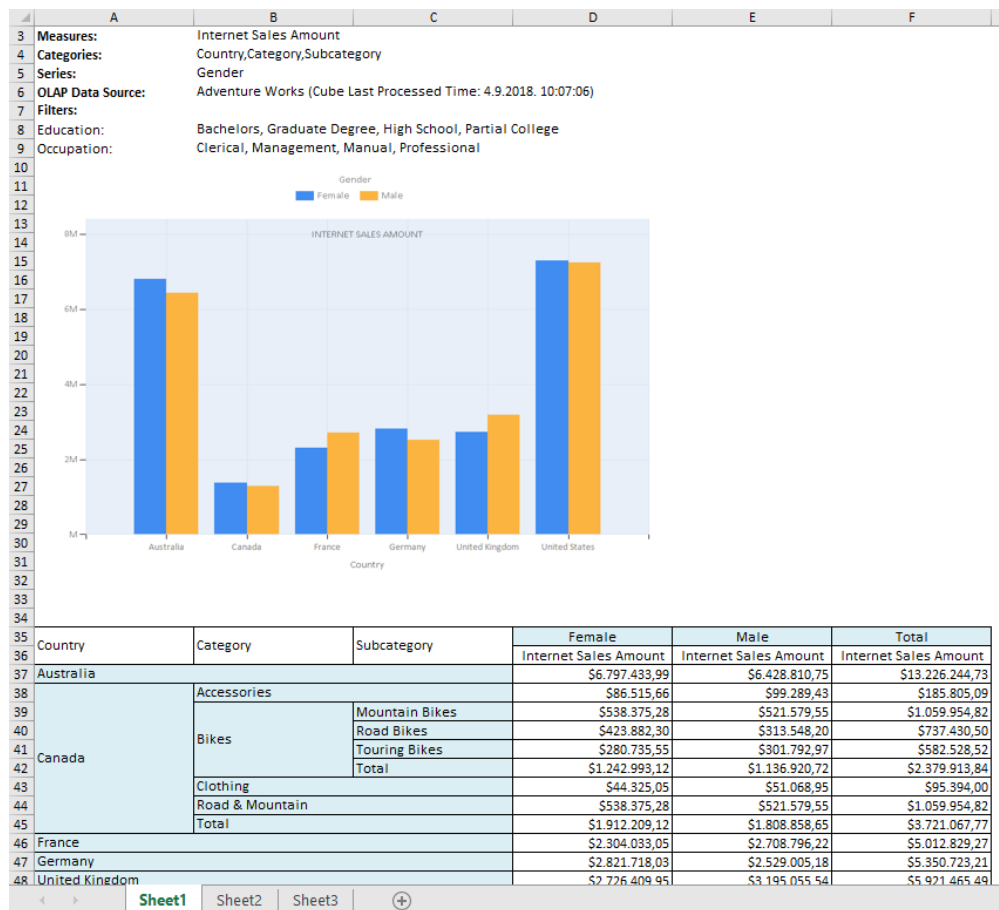 A B C D E F
3 Measures: Internet Sales Amount
4 Categories: Country,Category,Subcategory
5 Series: Gender
6 OLAP Data Source: Adventure Works (Cube Last Processed Time: 4.9.2018. 10:07:06)
7 Filters:
8 Education: Bachelors, Graduate Degree, High School, Partial College
9 Occupation: Clerical, Management, Manual, Professional
10
11 Gender
12 Female Male
13
14 8M INTERNET SALES AMOUNT
15
16
17
18 6M
19
20
21
22 4M
23
24
25
26 2M
27
28
29
30 M
Australia Canada France Germany United Kingdom United States
31 Country
32
33
34
35 Country Category Subcategory Female Male Total
36 Internet Sales Amount Internet Sales Amount Internet Sales Amount
37 Australia $6.797.433,99 $6.428.810,75 $13.226.244,73
38 Accessories $86.515,66 $99.289,43 $185.805,09
39 Mountain Bikes $538.375,28 $521.579,55 $1.059.954,82
40 Bikes Road Bikes $423.882,30 $313.548,20 $737.430,50
41 Canada Touring Bikes $280.735,55 $301.792,97 $582.528,52
42 Total $1.242.993,12 $1.136.920,72 $2.379.913,84
43 Clothing $44.325,05 $51.068,95 $95.394,00
44 Road & Mountain $538.375,28 $521.579,55 $1.059.954,82
45 Total $1.912.209,12 $1.808.858,65 $3.721.067,77
46 France $2.304.033,05 $2.708.796,22 $5.012.829,27
47 Germany $2.821.718,03 $2.529.005,18 $5.350.723,21
48 United Kingdom $2.726.409,95 $3.195.055,54 $5.921.465,49
Sheet1 Sheet2 Sheet3